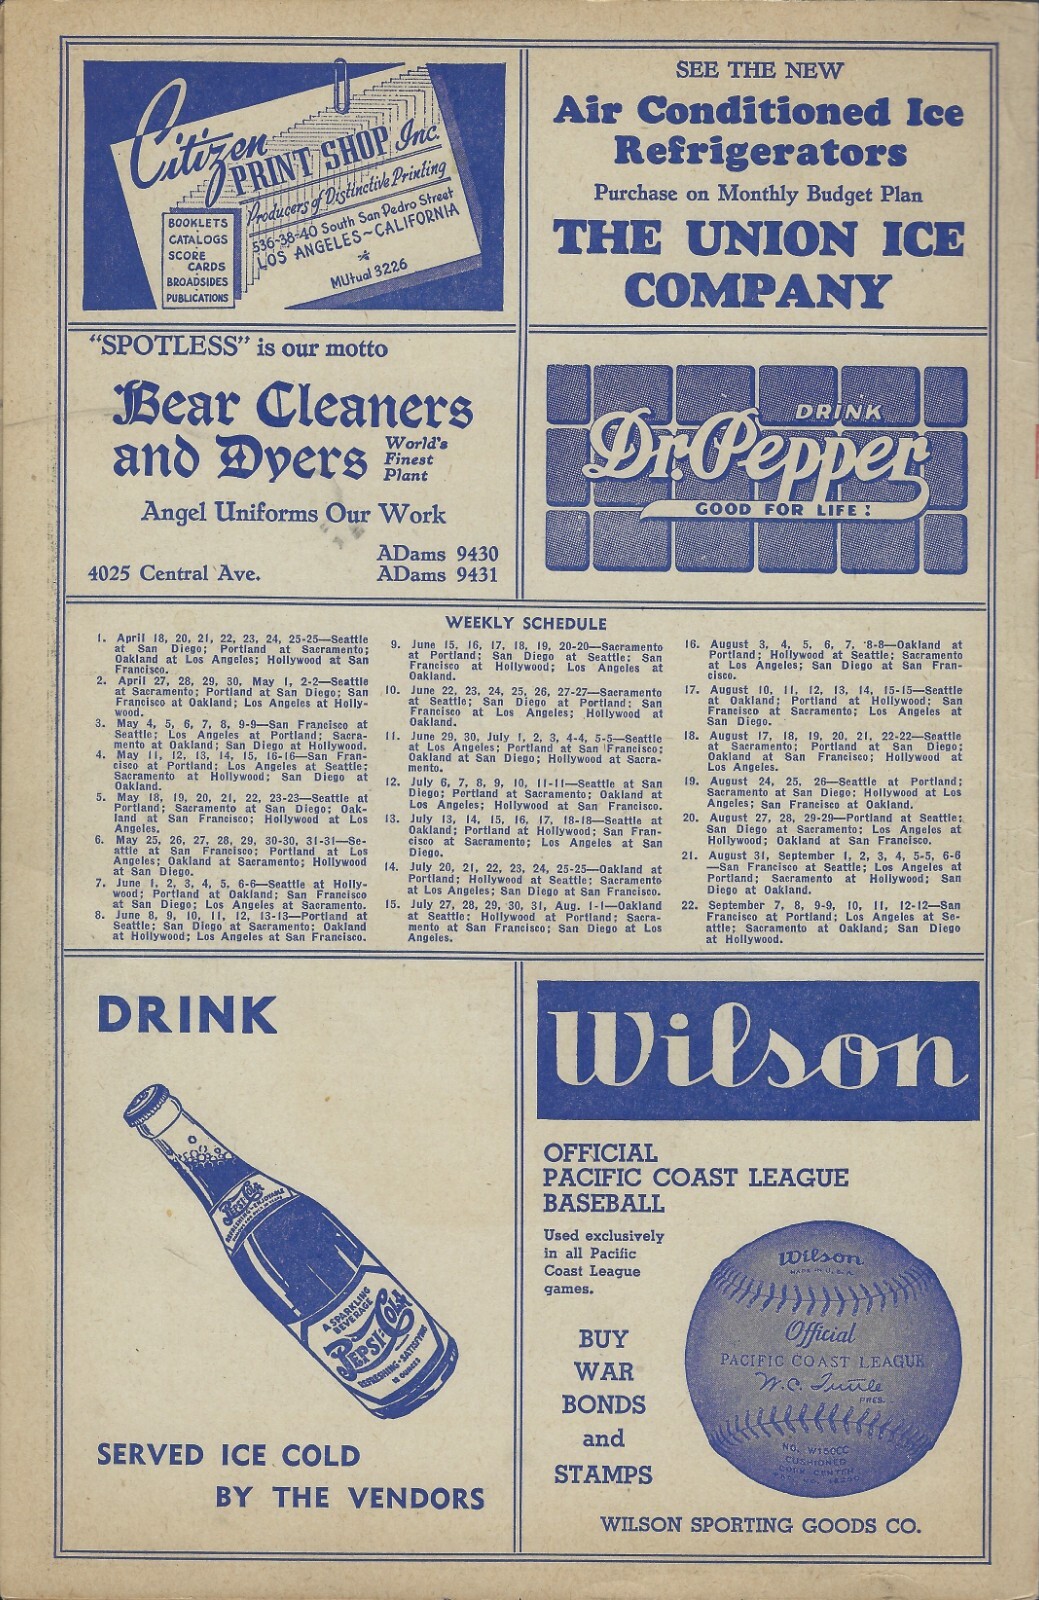 Citizen
PRINT SHOP Inc.
Producers of Distinctive Printing
536-38-40 South San Pedro Street
LOS ANGELES~CALIFORNIA
MUtual 3226
BOOKLETS
CATALOGS
SCORE
CARDS
BROADSIDES
PUBLICATIONS
SEE THE NEW
Air Conditioned Ice
Refrigerators
Purchase on Monthly Budget Plan
THE UNION ICE
COMPANY
"SPOTLESS" is our motto
Bear Cleaners
and Dyers
World's
Finest
Plant
Angel Uniforms Our Work
ADams 9430
4025 Central Ave. ADams 9431
DRINK
Dr. Pepper
GOOD FOR LIFE!
WEEKLY SCHEDULE
1. April 18, 20, 21, 22, 23, 24, 25-25—Seattle
at San Diego; Portland at Sacramento;
Oakland at Los Angeles; Hollywood at San
Francisco.
2. April 27, 28, 29, 30, May 1, 2-2—Seattle
at Sacramento; Portland at San Diego; San
Francisco at Oakland; Los Angeles at Holly-
wood.
3. May 4, 5, 6, 7, 8, 9-9—San Francisco at
Seattle; Los Angeles at Portland; Sacra-
mento at Oakland; San Diego at Hollywood.
4. May 11, 12, 13, 14, 15, 16-16—San Fran-
cisco at Portland; Los Angeles at Seattle;
Sacramento at Hollywood; San Diego at
Oakland.
5. May 18, 19, 20, 21, 22, 23-23—Seattle at
Portland; Sacramento at San Diego; Oak-
land at San Francisco; Hollywood at Los
Angeles.
6. May 25, 26, 27, 28, 29, 30-30, 31-31—Se-
attle at San Francisco; Portland at Los
Angeles; Oakland at Sacramento; Hollywood
at San Diego.
7. June 1, 2, 3, 4, 5, 6-6—Seattle at Holly-
wood; Portland at Oakland; San Francisco
at San Diego; Los Angeles at Sacramento.
8. June 8, 9, 10, 11, 12, 13-13—Portland at
Seattle; San Diego at Sacramento; Oakland
at Hollywood; Los Angeles at San Francisco.
9. June 15, 16, 17, 18, 19, 20-20—Sacramento
at Portland; San Diego at Seattle; San
Francisco at Hollywood; Los Angeles at
Oakland.
10. June 22, 23, 24, 25, 26, 27-27—Sacramento
at Seattle; San Diego at Portland; San
Francisco at Los Angeles; Hollywood at
Oakland.
11. June 29, 30, July 1, 2, 3, 4-4, 5-5—Seattle
at Los Angeles; Portland at San Francisco;
Oakland at San Diego; Hollywood at Sacra-
mento.
12. July 6, 7, 8, 9, 10, 11-11—Seattle at San
Diego; Portland at Sacramento; Oakland at
Los Angeles; Hollywood at San Francisco.
13. July 13, 14, 15, 16, 17, 18-18—Seattle at
Oakland; Portland at Hollywood; San Fran-
cisco at Sacramento; Los Angeles at San
Diego.
14. July 20, 21, 22, 23, 24, 25-25—Oakland at
Portland; Hollywood at Seattle; Sacramento
at Los Angeles; San Diego at San Francisco.
15. July 27, 28, 29, 30, 31, Aug. 1-1—Oakland
at Seattle; Hollywood at Portland; Sacra-
mento at San Francisco; San Diego at Los
Angeles.
16. August 3, 4, 5, 6, 7, 8-8—Oakland at
Portland; Hollywood at Seattle; Sacramento
at Los Angeles; San Diego at San Fran-
cisco.
17. August 10, 11, 12, 13, 14, 15-15—Seattle
at Oakland; Portland at Hollywood; San
Francisco at Sacramento; Los Angeles at
San Diego.
18. August 17, 18, 19, 20, 21, 22-22—Seattle
at Sacramento; Portland at San Diego;
San Francisco at Oakland; Hollywood at
Los Angeles.
19. August 24, 25, 26—Seattle at Portland;
Sacramento at San Diego; Hollywood at Los
Angeles; San Francisco at Oakland.
20. August 27, 28, 29-29—Portland at Seattle;
San Diego at Sacramento; Los Angeles at
Hollywood; Oakland at San Francisco.
21. August 31, September 1, 2, 3, 4, 5-5, 6-6
—San Francisco at Seattle; Los Angeles at
Portland; Sacramento at Hollywood; San
Diego at Oakland.
22. September 7, 8, 9-9, 10, 11, 12-12—San
Francisco at Portland; Los Angeles at Se-
attle; Sacramento at Oakland; San Diego
at Hollywood.
DRINK
PEPSI-COLA
A SPARKLING
BEVERAGE
PEPSI-COLA
REFRESHING-SATISFYING
12 OUNCES
SERVED ICE COLD
BY THE VENDORS
Wilson
OFFICIAL
PACIFIC COAST LEAGUE
BASEBALL
Used exclusively
in all Pacific
Coast League
games.
BUY
WAR
BONDS
and
STAMPS
Wilson
MADE IN U.S.A.
Official
PACIFIC COAST LEAGUE
W.C. Tuttle
PRES.
NO. W150CC
CUSHIONED
CORK CENTER
WILSON SPORTING GOODS CO.